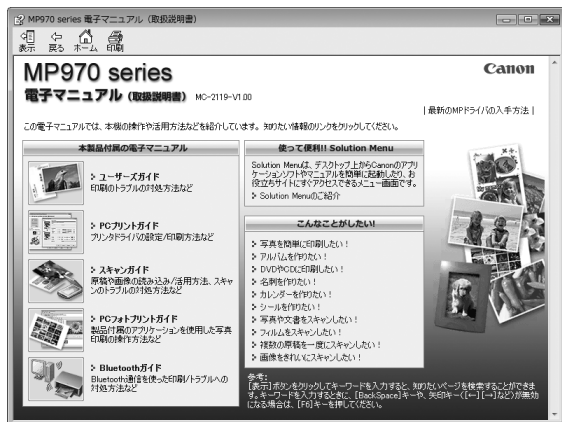 MP970 series 電子マニュアル（取扱説明書）
表示 戻る ホーム 印刷
MP970 series
Canon
電子マニュアル（取扱説明書） MC-2119-V1.00
｜最新のMPドライバの入手方法｜
この電子マニュアルでは、本機の操作や活用方法などを紹介しています。知りたい情報のリンクをクリックしてください。
本製品付属の電子マニュアル
ユーザーズガイド
印刷のトラブルの対処方法など
PCプリントガイド
プリンタドライバの設定/印刷方法など
スキャンガイド
原稿や画像の読み込み/活用方法、スキャ
ンのトラブルの対処方法など
PCフォトプリントガイド
製品付属のアプリケーションを使用した写真
印刷の操作方法など
Bluetoothガイド
Bluetooth通信を使った印刷/トラブルへの
対処方法など
使って便利!! Solution Menu
Solution Menuは、デスクトップ上からCanonのアプリ
ケーションソフトやマニュアルを簡単に起動したり、お
役立ちサイトにすぐアクセスできるメニュー画面です。
Solution Menuのご紹介
こんなことがしたい!
写真を簡単に印刷したい！
アルバムを作りたい！
DVDやCDに印刷したい！
名刺を作りたい！
カレンダーを作りたい！
シールを作りたい！
写真や文書をスキャンしたい！
フィルムをスキャンしたい！
複数の原稿を一度にスキャンしたい！
画像をきれいにスキャンしたい！
参考:
[表示]ボタンをクリックしてキーワードを入力すると、知りたいページを検索することができま
す。キーワードを入力するときに、[BackSpace]キーや、矢印キー([←][→]など)が無効
になる場合は、[F6]キーを押してください。